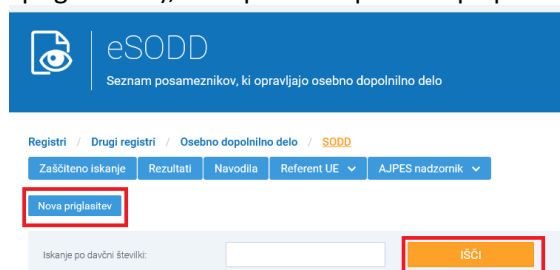 eSODD
Seznam posameznikov, ki opravljajo osebno dopolnilno delo
Registri / Drugi registri / Osebno dopolnilno delo / SODD
Zaščiteno iskanje Rezultati Navodila Referent UE AJPES nadzornik
Nova priglasitev
Iskanje po davčni številki: IŠČI